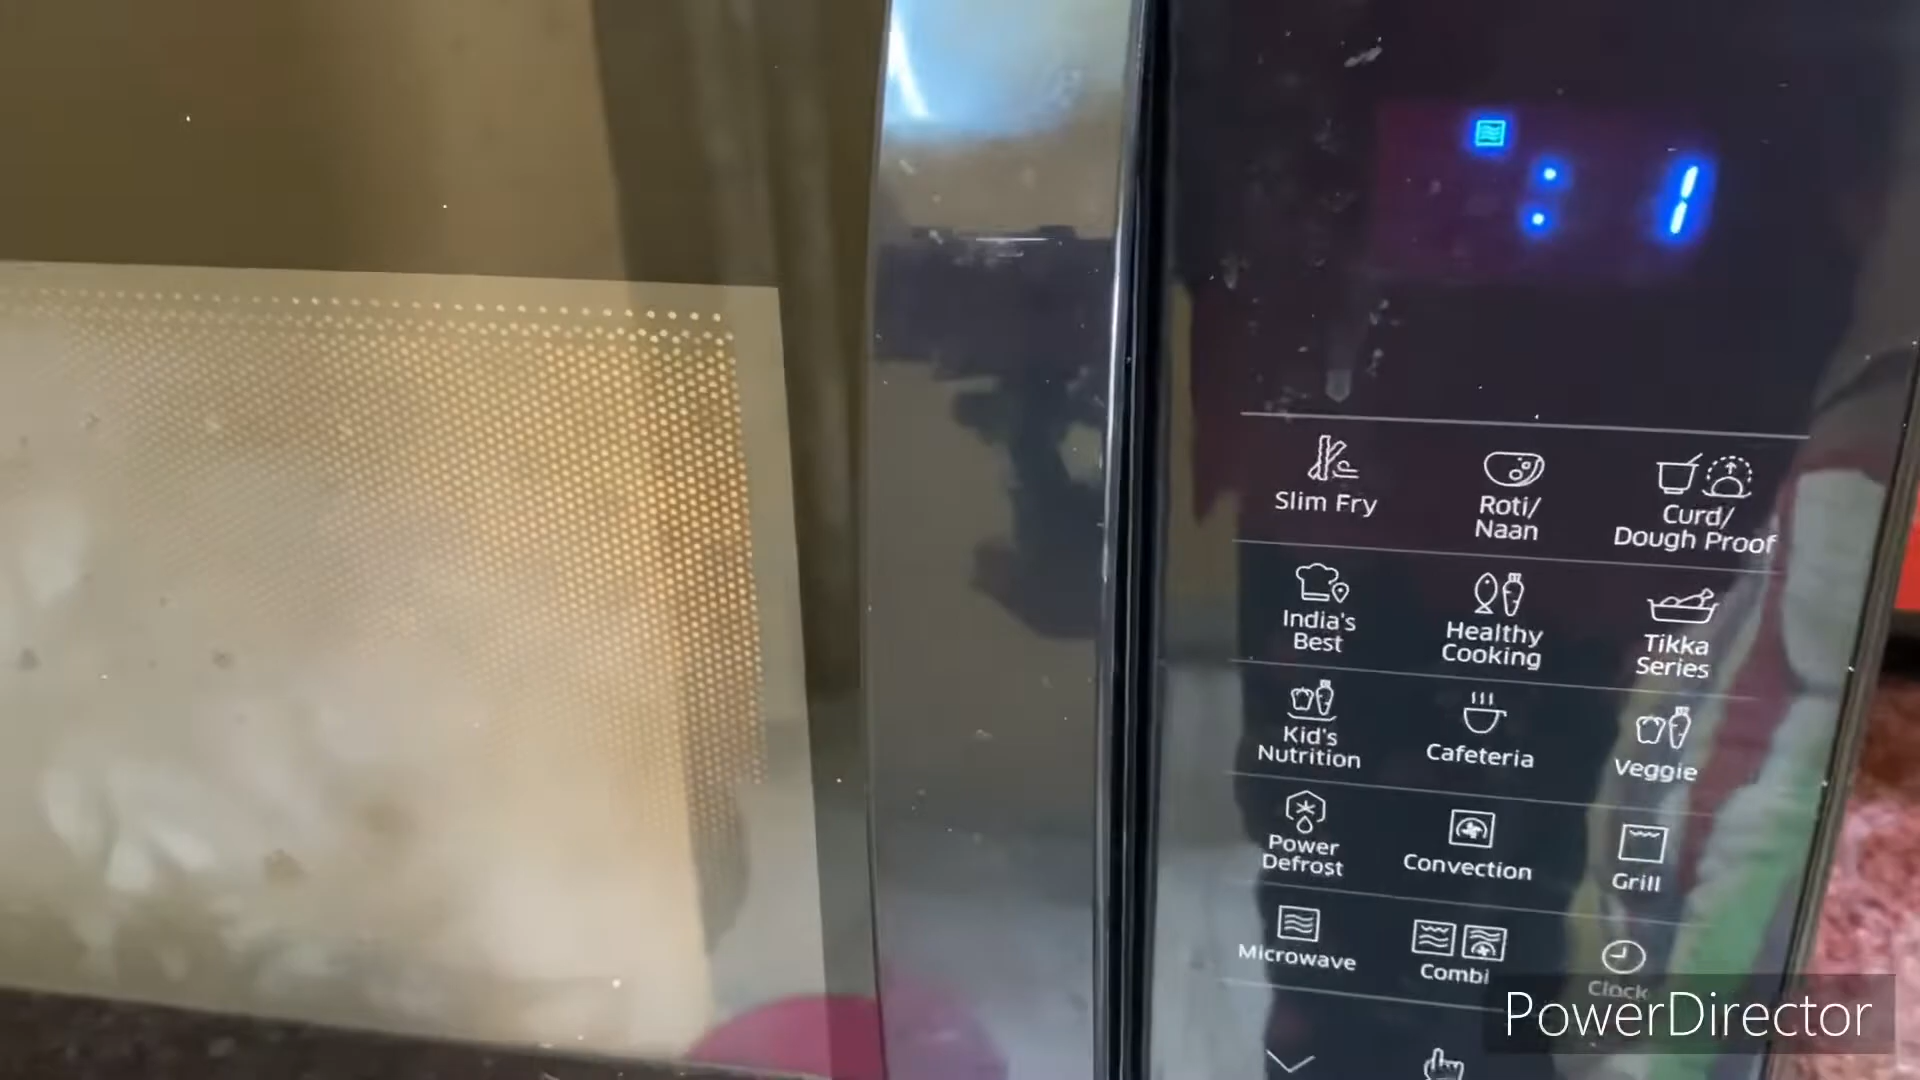 : 1
Slim Fry
Roti/
Naan
Curd/
Dough Proof
India's
Best
Healthy
Cooking
Tikka
Series
Kid's
Nutrition
Cafeteria
Veggie
Power
Defrost
Convection
Grill
Microwave
Combi
Clock
PowerDirector